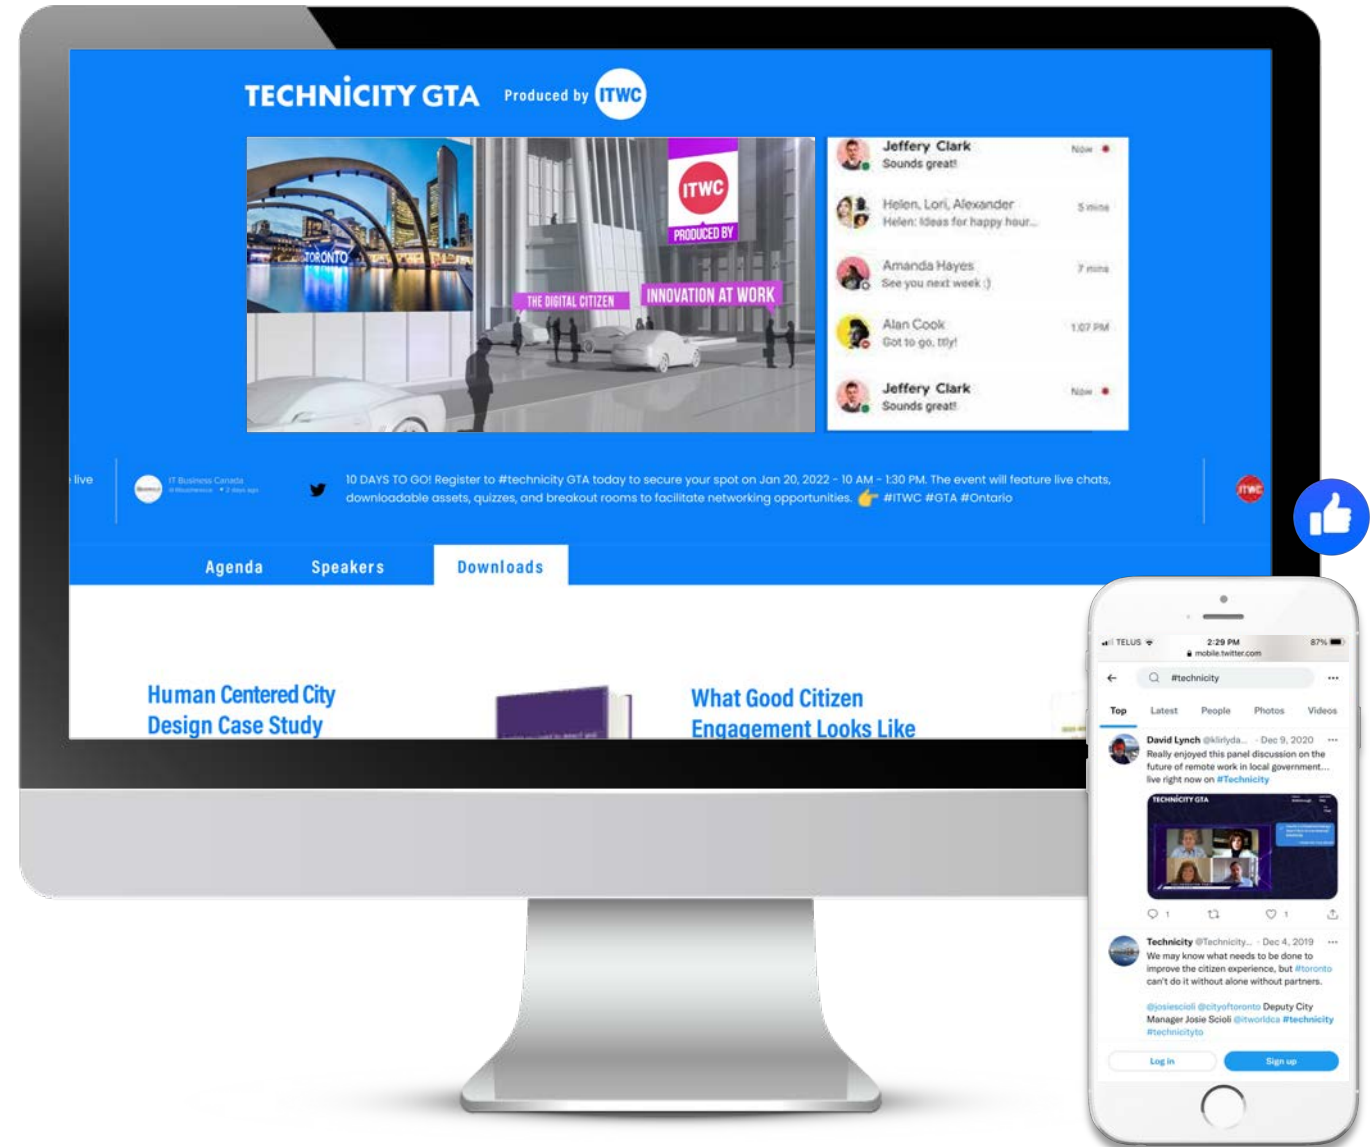 TECHNICITY GTA Produced by ITWC
TORONTO
ITWC
PRODUCED BY
THE DIGITAL CITIZEN
INNOVATION AT WORK
Jeffery Clark Now
Sounds great!
Helen, Lori, Alexander 5 mins
Helen: Ideas for happy hour...
Amanda Hayes 7 mins
See you next week :)
Alan Cook 1:07 PM
Got to go, ttly!
Jeffery Clark Now
Sounds great!
live
IT Business Canada
2 days ago
10 DAYS TO GO! Register to #technicity GTA today to secure your spot on Jan 20, 2022 - 10 AM - 1:30 PM. The event will feature live chats,
downloadable assets, quizzes, and breakout rooms to facilitate networking opportunities. 👉 #ITWC #GTA #Ontario
ITWC
Agenda Speakers Downloads
Human Centered City
Design Case Study
What Good Citizen
Engagement Looks Like
TELUS 2:29 PM 87%
mobile.twitter.com
#technicity
Top Latest People Photos Videos
David Lynch @klirlyda... · Dec 9, 2020
Really enjoyed this panel discussion on the
future of remote work in local government...
live right now on #Technicity
TECHNICITY GTA
1 1
Technicity @Technicity... · Dec 4, 2019
We may know what needs to be done to
improve the citizen experience, but #toronto
can't do it without alone without partners.
@josiescioli @cityoftoronto Deputy City
Manager Josie Scioli @itworldca #technicity
#technicityto
Log in Sign up